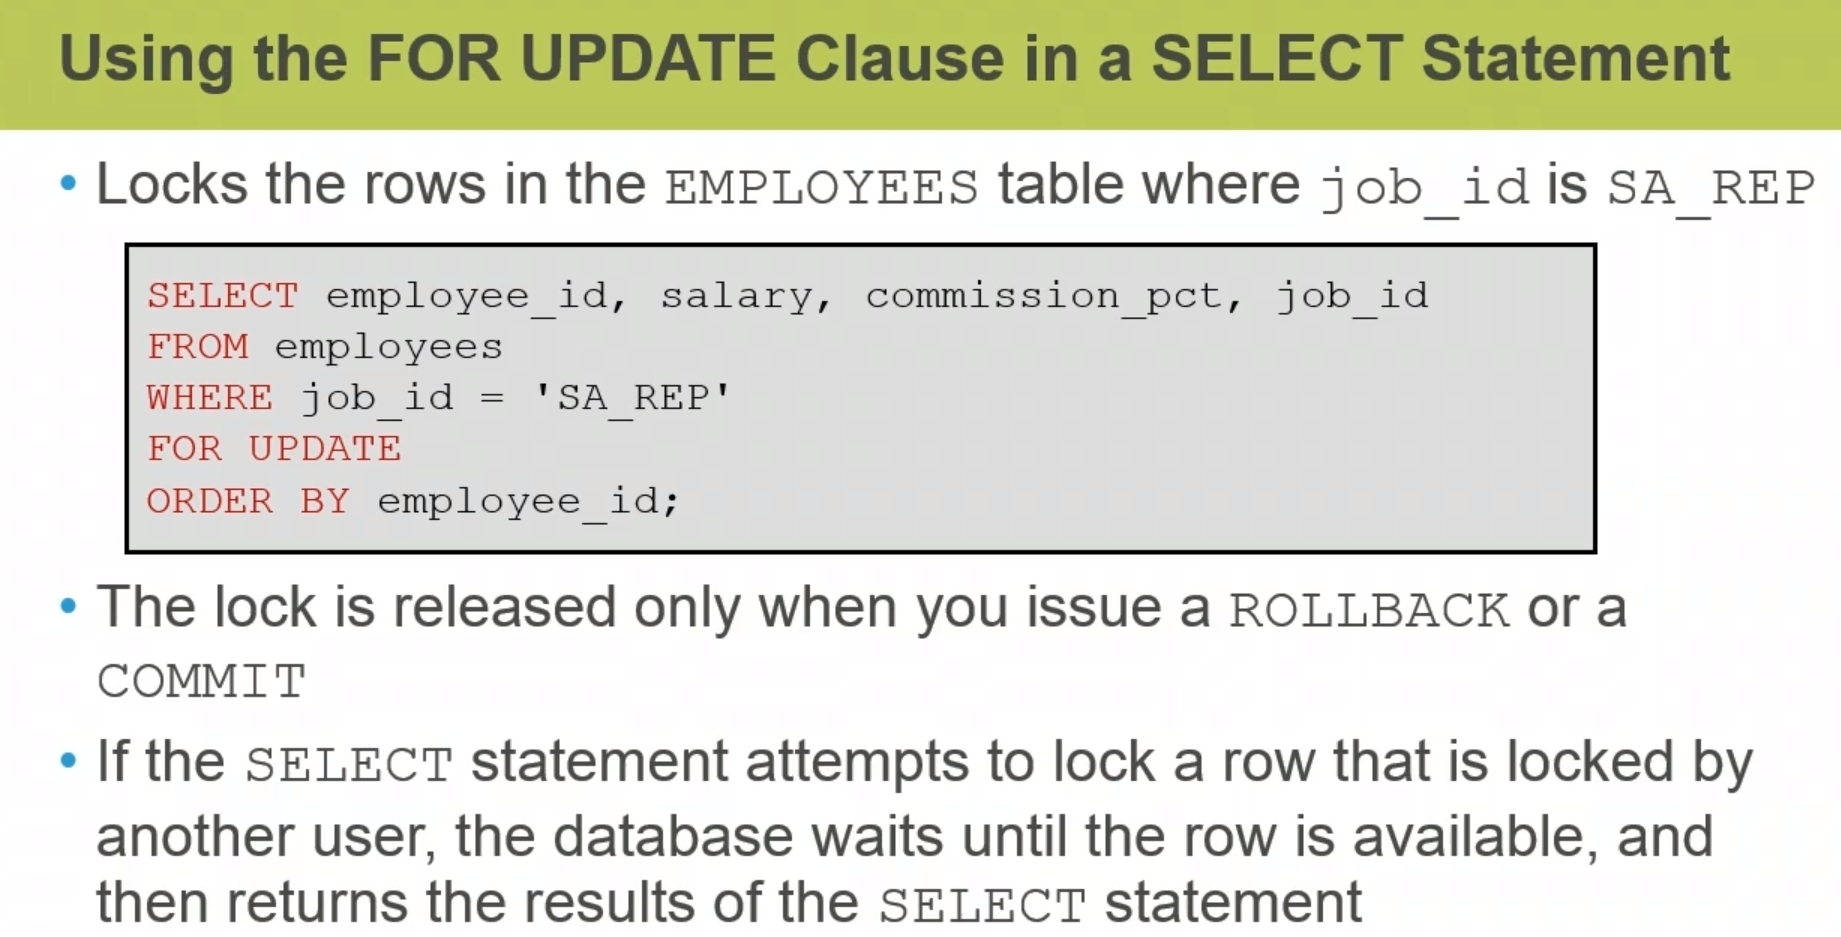 Using the FOR UPDATE Clause in a SELECT Statement
• Locks the rows in the EMPLOYEES table where job_id is SA_REP
SELECT employee_id, salary, commission_pct, job_id
FROM employees
WHERE job_id = 'SA_REP'
FOR UPDATE
ORDER BY employee_id;
• The lock is released only when you issue a ROLLBACK or a
COMMIT
• If the SELECT statement attempts to lock a row that is locked by
another user, the database waits until the row is available, and
then returns the results of the SELECT statement